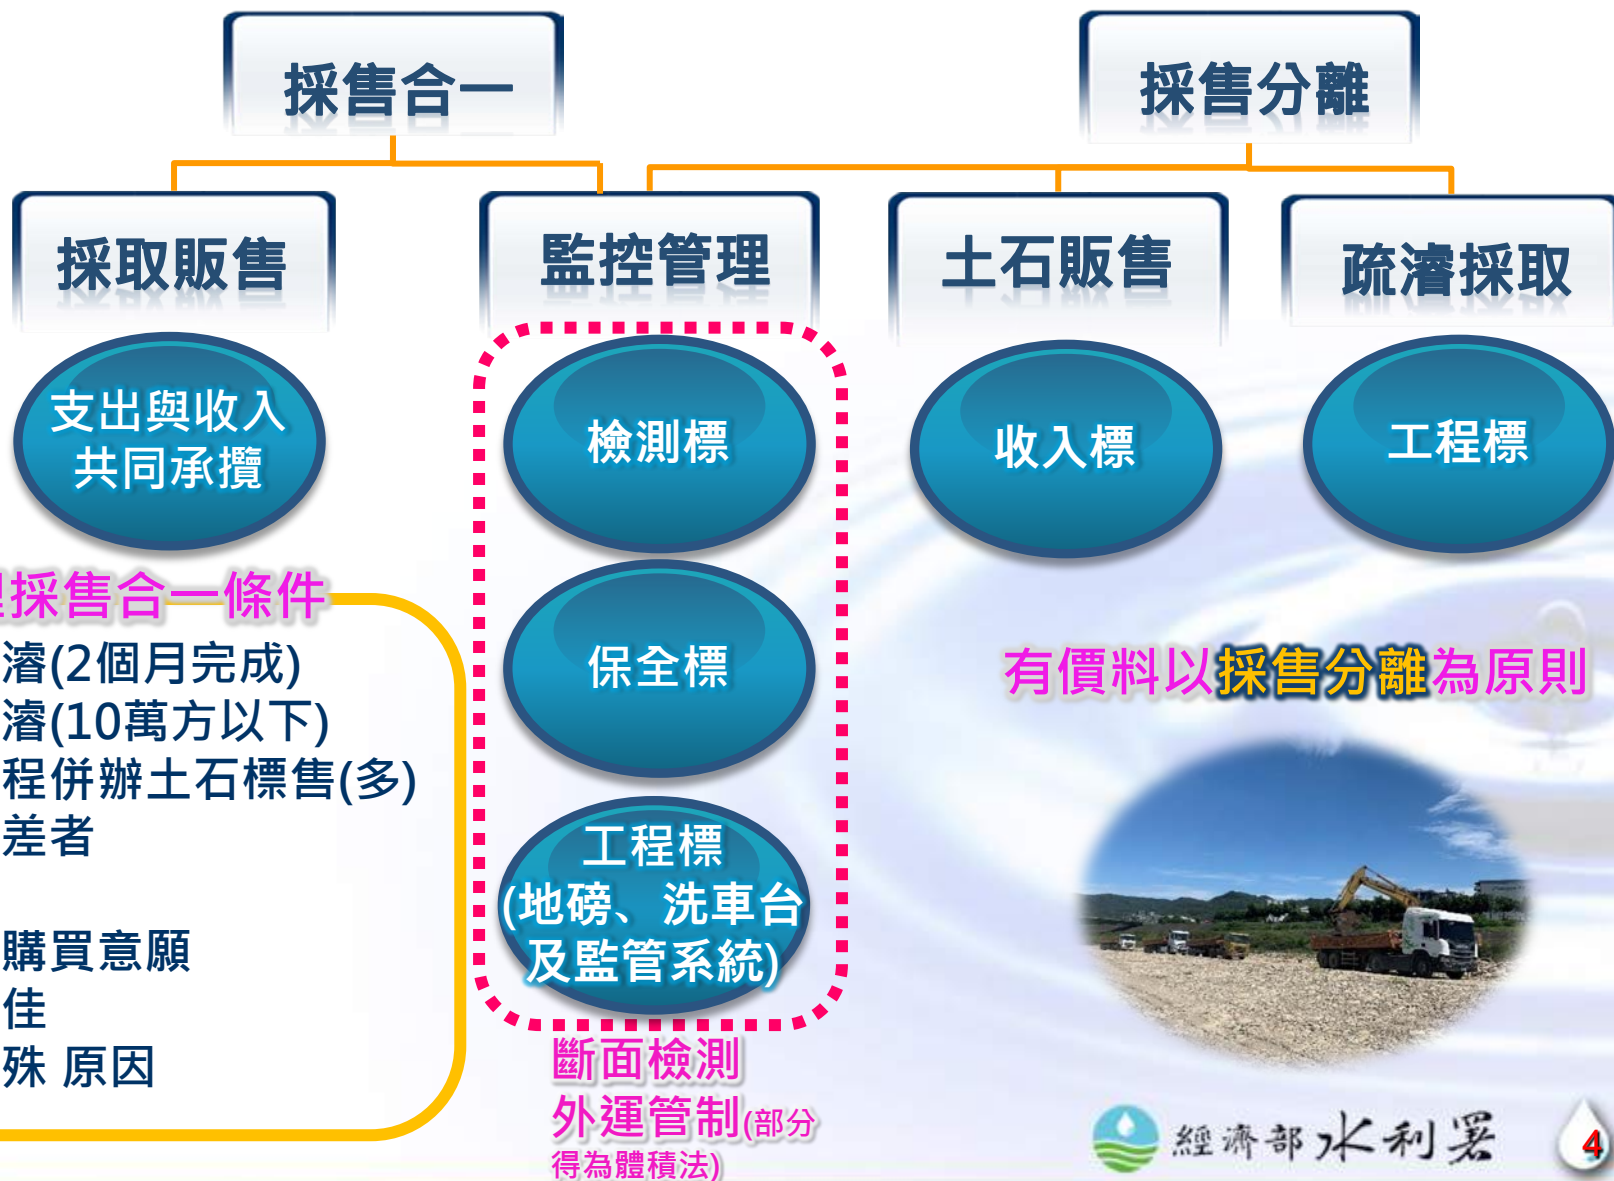 採售合一
採售分離
採取販售
監控管理
土石販售
疏濬採取
支出與收入
共同承攬
檢測標
收入標
工程標
採售合一條件
濬(2個月完成)
濬(10萬方以下)
程併辦土石標售(多)
差者
購買意願
佳
殊 原因
保全標
工程標
(地磅、洗車台
及監管系統)
斷面檢測
外運管制(部分
得為體積法)
有價料以採售分離為原則
經濟部水利署
4